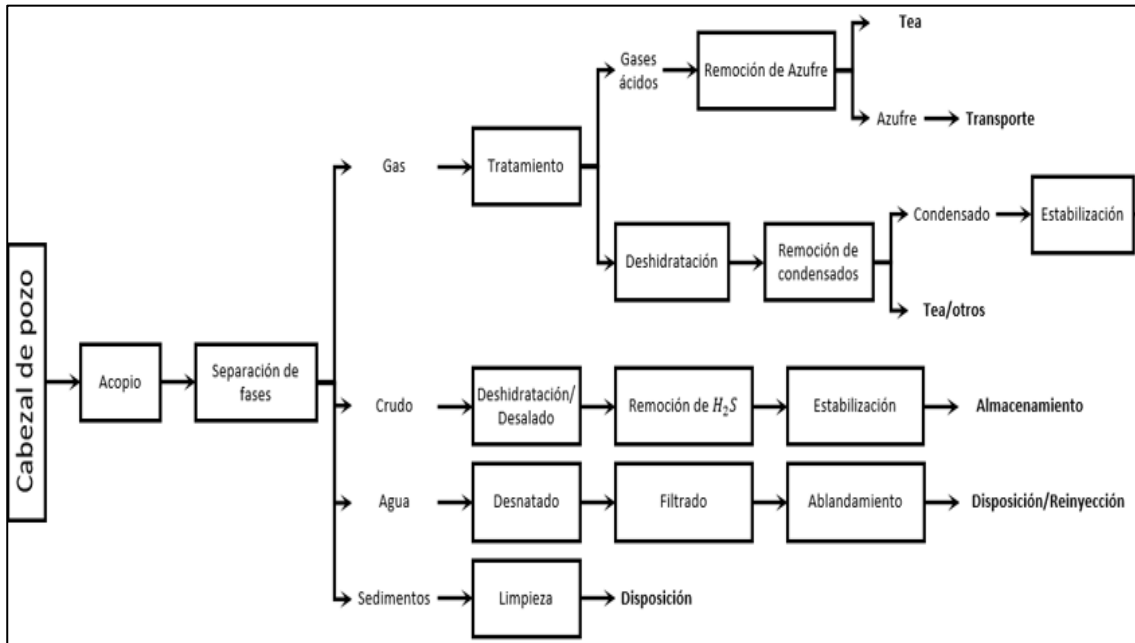 Cabezal de pozo
Acopio
Separación de
fases
Gas
Tratamiento
Gases
ácidos
Remoción de Azufre
Tea
Azufre
Transporte
Deshidratación
Remoción de
condensados
Condensado
Estabilización
Tea/otros
Crudo
Deshidratación/
Desalado
Remoción de H₂S
Estabilización
Almacenamiento
Agua
Desnatado
Filtrado
Ablandamiento
Disposición/Reinyección
Sedimentos
Limpieza
Disposición